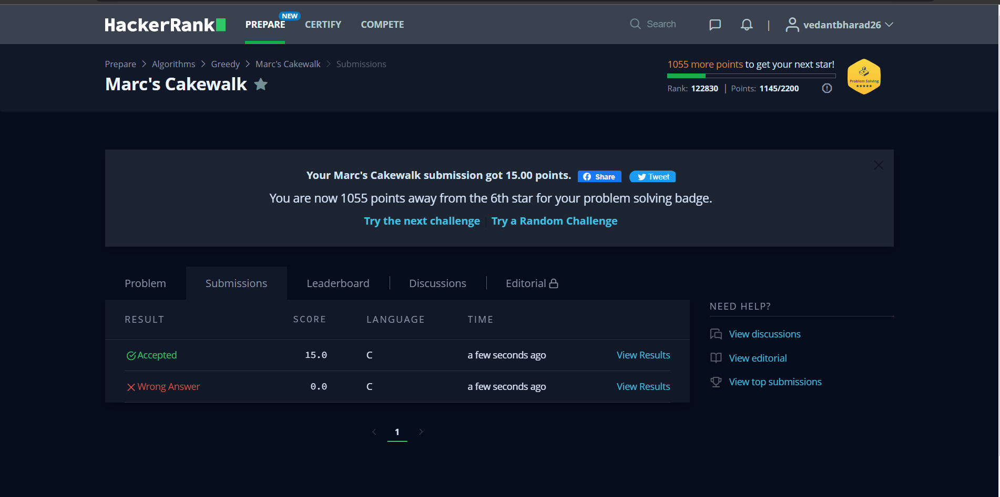 HackerRank
PREPARE
NEW
CERTIFY
COMPETE
Search
|
vedantbharad26
Prepare > Algorithms > Greedy > Marc's Cakewalk > Submissions
Marc's Cakewalk
1055 more points to get your next star!
Rank: 122830 | Points: 1145/2200
Problem Solving
Your Marc's Cakewalk submission got 15.00 points.
Share
Tweet
You are now 1055 points away from the 6th star for your problem solving badge.
Try the next challenge | Try a Random Challenge
Problem
Submissions
Leaderboard
Discussions
Editorial
RESULT SCORE LANGUAGE TIME
Accepted 15.0 C a few seconds ago View Results
Wrong Answer 0.0 C a few seconds ago View Results
1
NEED HELP?
View discussions
View editorial
View top submissions